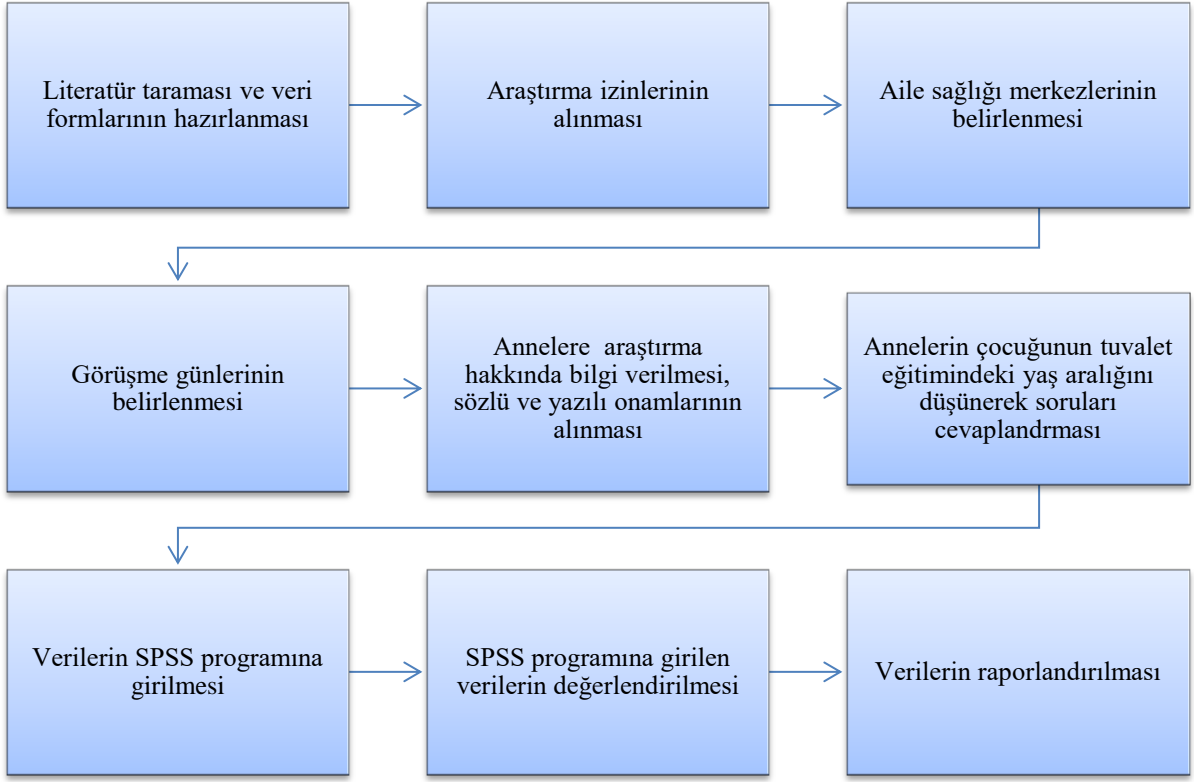 Literatür taraması ve veri
formlarının hazırlanması
Araştırma izinlerinin
alınması
Aile sağlığı merkezlerinin
belirlenmesi
Görüşme günlerinin
belirlenmesi
Annelere araştırma
hakkında bilgi verilmesi,
sözlü ve yazılı onamlarının
alınması
Annelerin çocuğunun tuvalet
eğitimindeki yaş aralığını
düşünerek soruları
cevaplandrması
Verilerin SPSS programına
girilmesi
SPSS programına girilen
verilerin değerlendirilmesi
Verilerin raporlandırılması